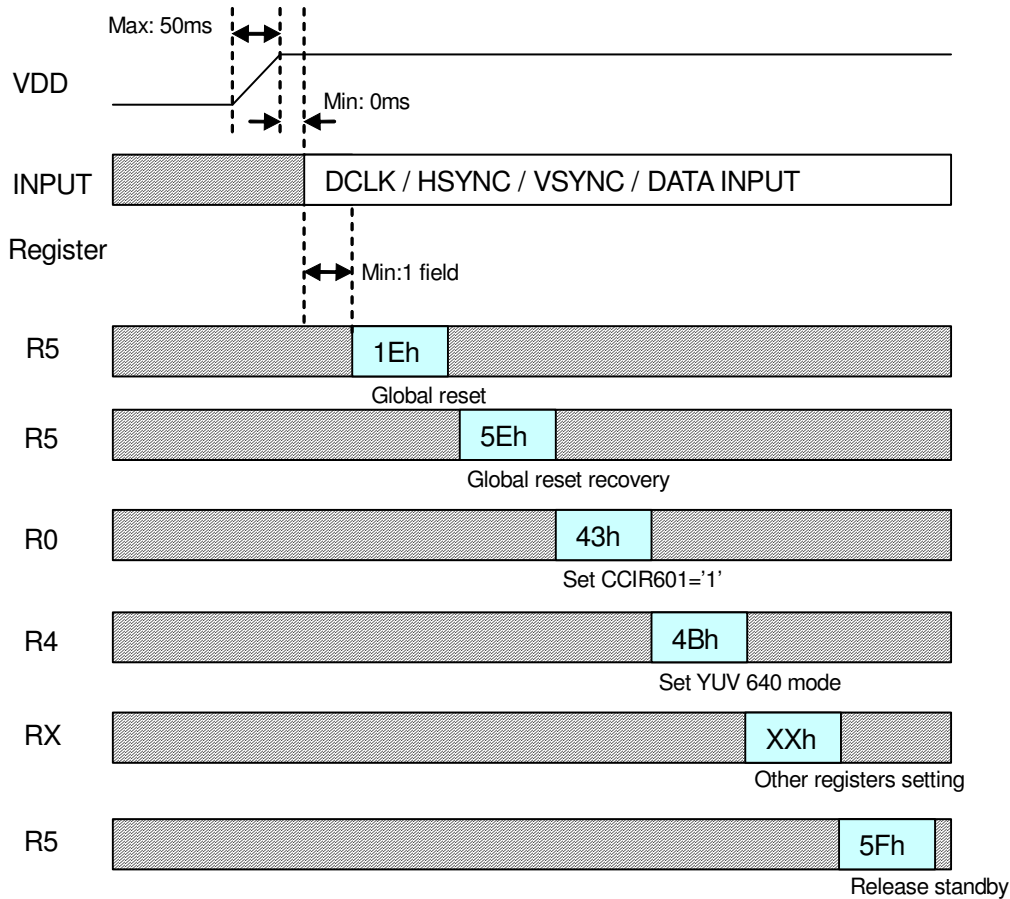 Max: 50ms
VDD
Min: 0ms
INPUT
DCLK / HSYNC / VSYNC / DATA INPUT
Register
Min:1 field
R5
1Eh
Global reset
R5
5Eh
Global reset recovery
R0
43h
Set CCIR601='1'
R4
4Bh
Set YUV 640 mode
RX
XXh
Other registers setting
R5
5Fh
Release standby